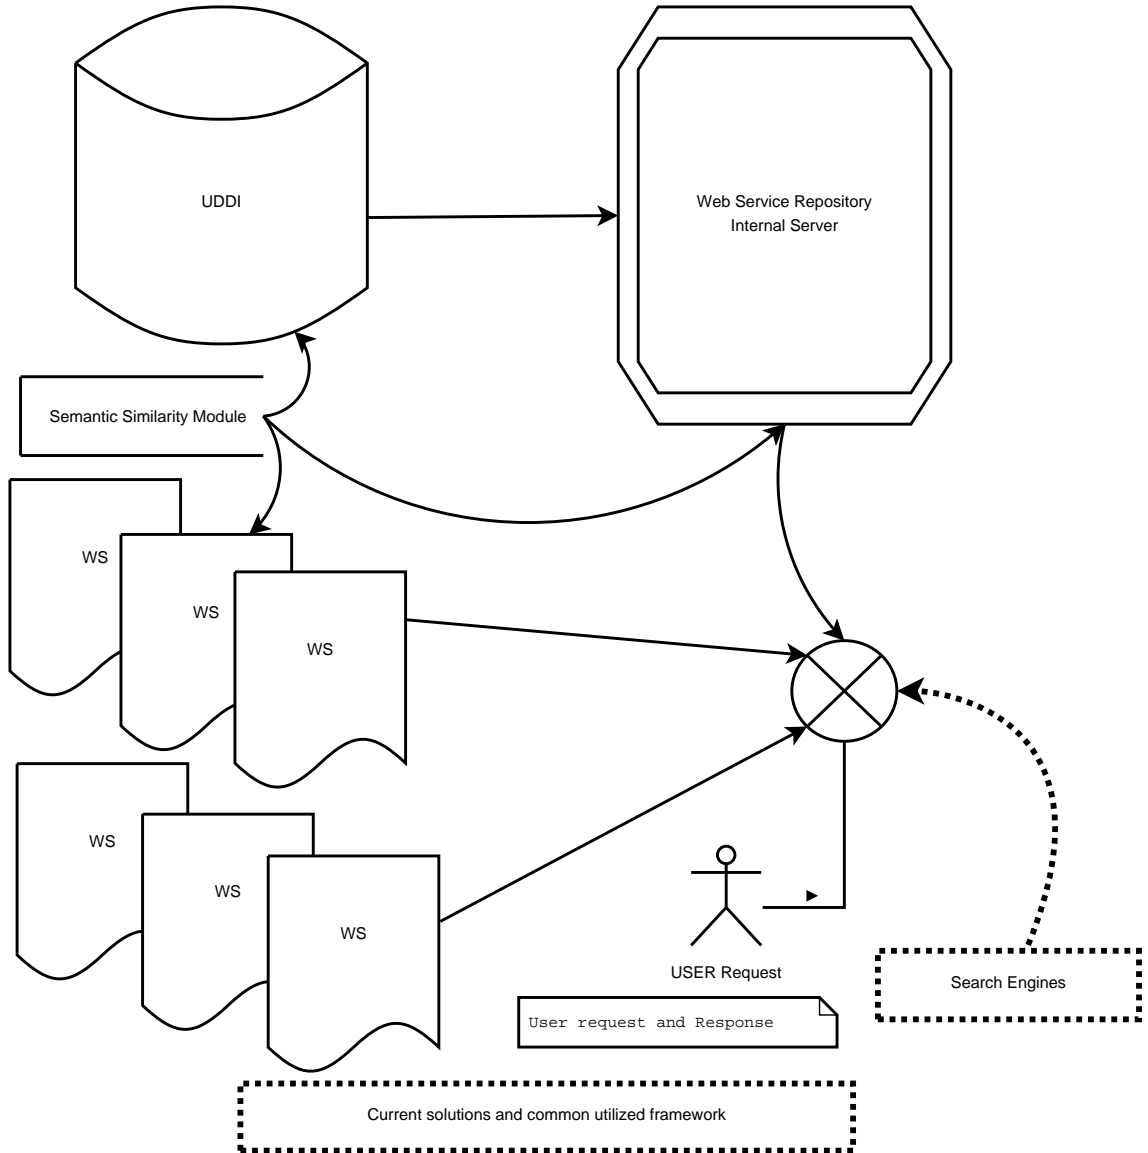 UDDI
Web Service Repository
Internal Server
Semantic Similarity Module
WS
WS
WS
WS
WS
WS
USER Request
Search Engines
User request and Response
Current solutions and common utilized framework